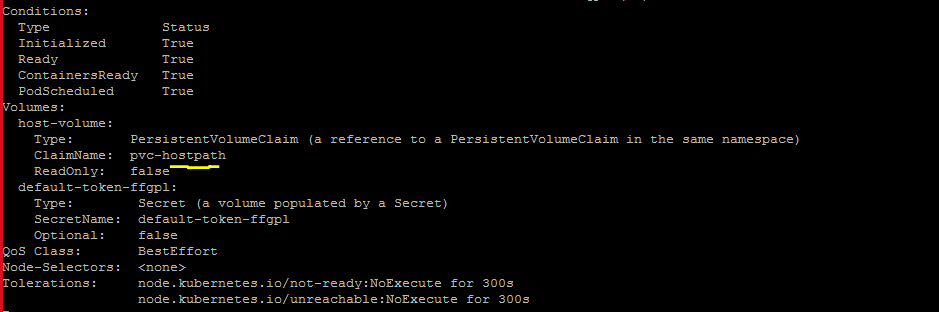 Conditions:
Type Status
Initialized True
Ready True
ContainersReady True
PodScheduled True
Volumes:
host-volume:
Type: PersistentVolumeClaim (a reference to a PersistentVolumeClaim in the same namespace)
ClaimName: pvc-hostpath
ReadOnly: false
default-token-ffgpl:
Type: Secret (a volume populated by a Secret)
SecretName: default-token-ffgpl
Optional: false
QoS Class: BestEffort
Node-Selectors: <none>
Tolerations: node.kubernetes.io/not-ready:NoExecute for 300s
node.kubernetes.io/unreachable:NoExecute for 300s